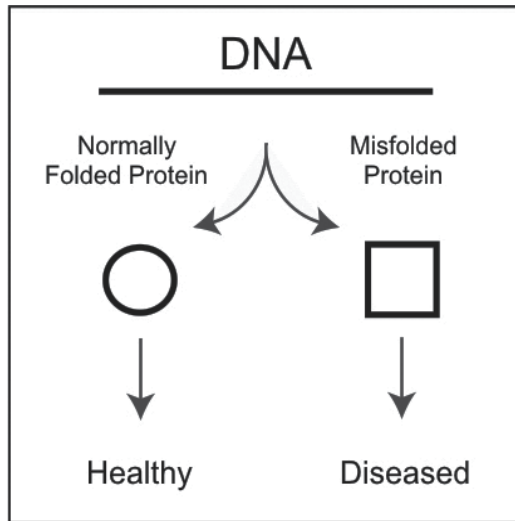 DNA
Normally
Folded Protein
Misfolded
Protein
Healthy
Diseased